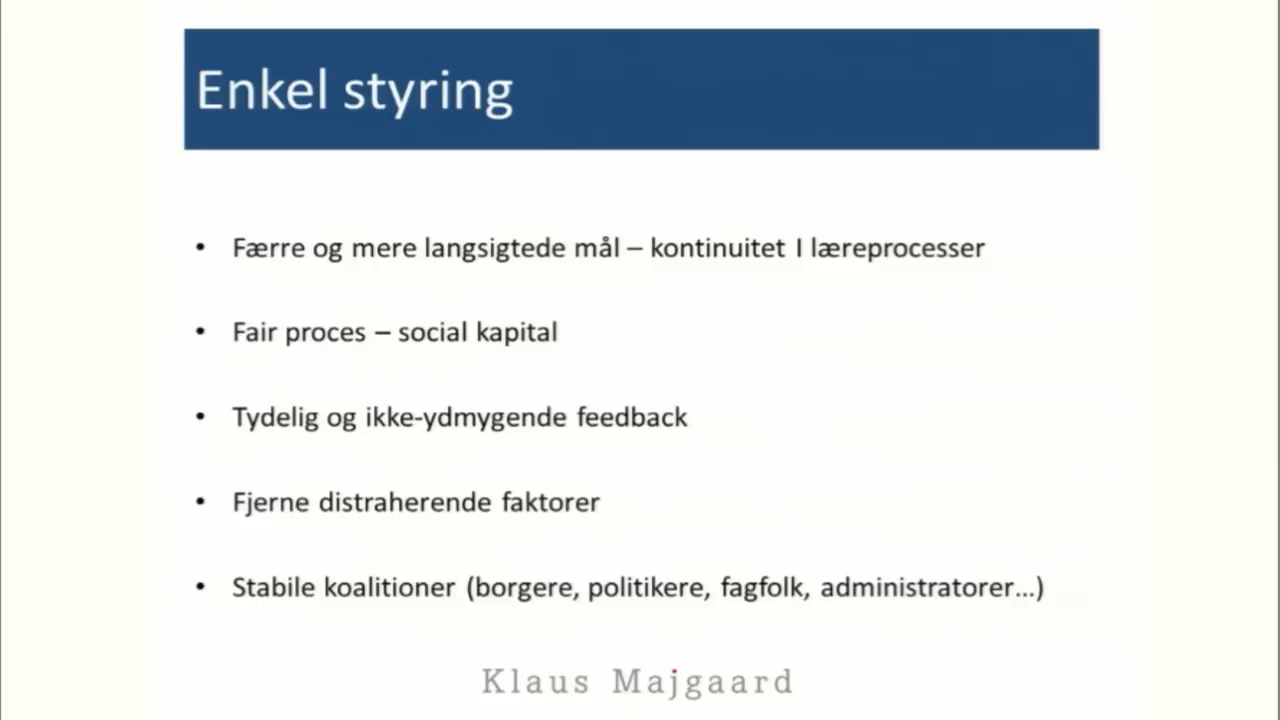 Enkel styring
• Færre og mere langsigtede mål – kontinuitet I læreprocesser
• Fair proces – social kapital
• Tydelig og ikke-ydmygende feedback
• Fjerne distraherende faktorer
• Stabile koalitioner (borgere, politikere, fagfolk, administratorer...)
Klaus Majgaard